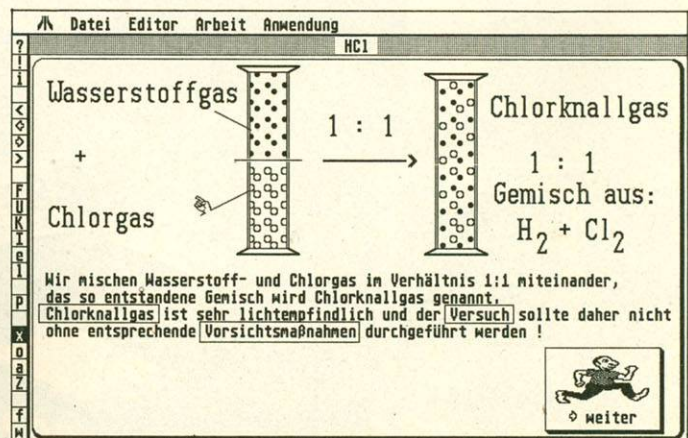 Datei Editor Arbeit Anwendung
HCl
?
!
i
<
>
F
U
K
I
e
l
P
X
o
a
Z
f
W
Wasserstoffgas
+
Chlorgas
1 : 1
Chlorknallgas
1 : 1
Gemisch aus:
H2 + Cl2
Wir mischen Wasserstoff- und Chlorgas im Verhältnis 1:1 miteinander,
das so entstandene Gemisch wird Chlorknallgas genannt.
Chlorknallgas ist sehr lichtempfindlich und der Versuch sollte daher nicht
ohne entsprechende Vorsichtsmaßnahmen durchgeführt werden !
weiter